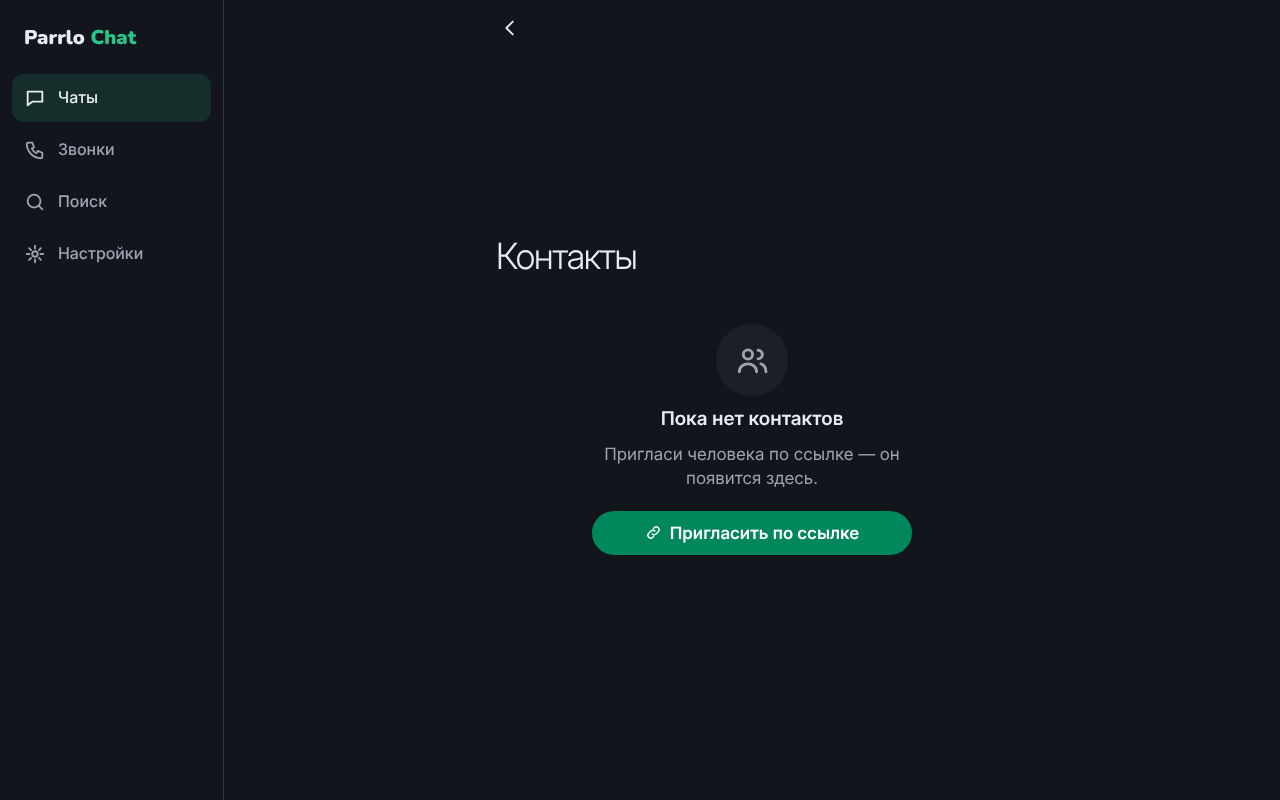 Parrlo Chat
Чаты
Звонки
Поиск
Настройки
Контакты
Пока нет контактов
Пригласи человека по ссылке — он
появится здесь.
Пригласить по ссылке